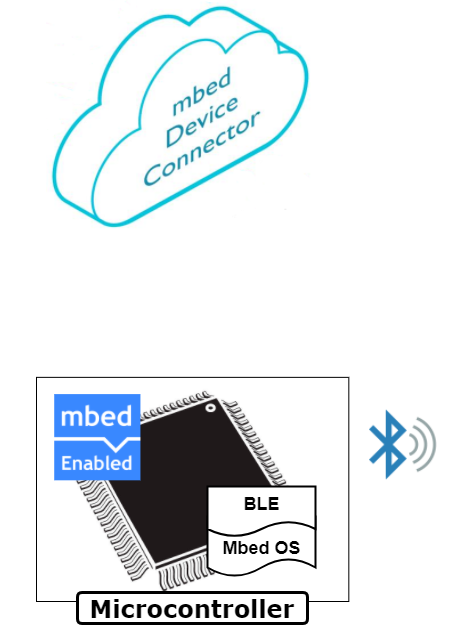 mbed
Device
Connector
mbed
Enabled
BLE
Mbed OS
Microcontroller